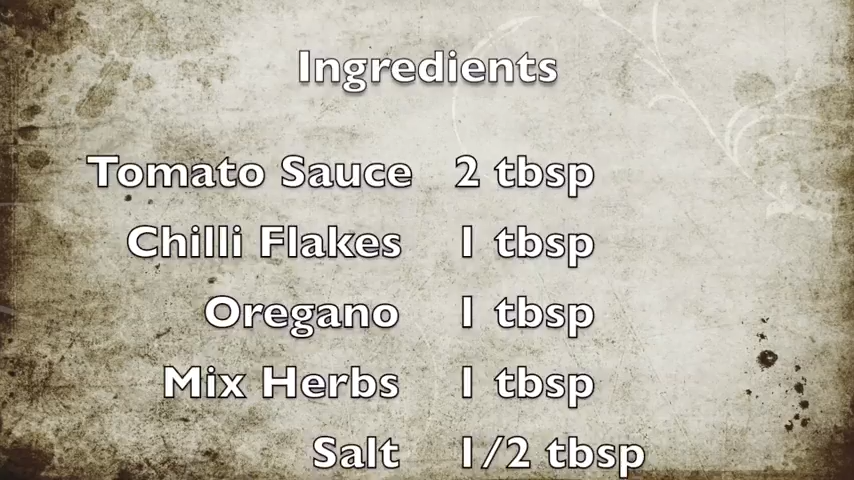 Ingredients
Tomato Sauce 2 tbsp
Chilli Flakes 1 tbsp
Oregano 1 tbsp
Mix Herbs 1 tbsp
Salt 1/2 tbsp